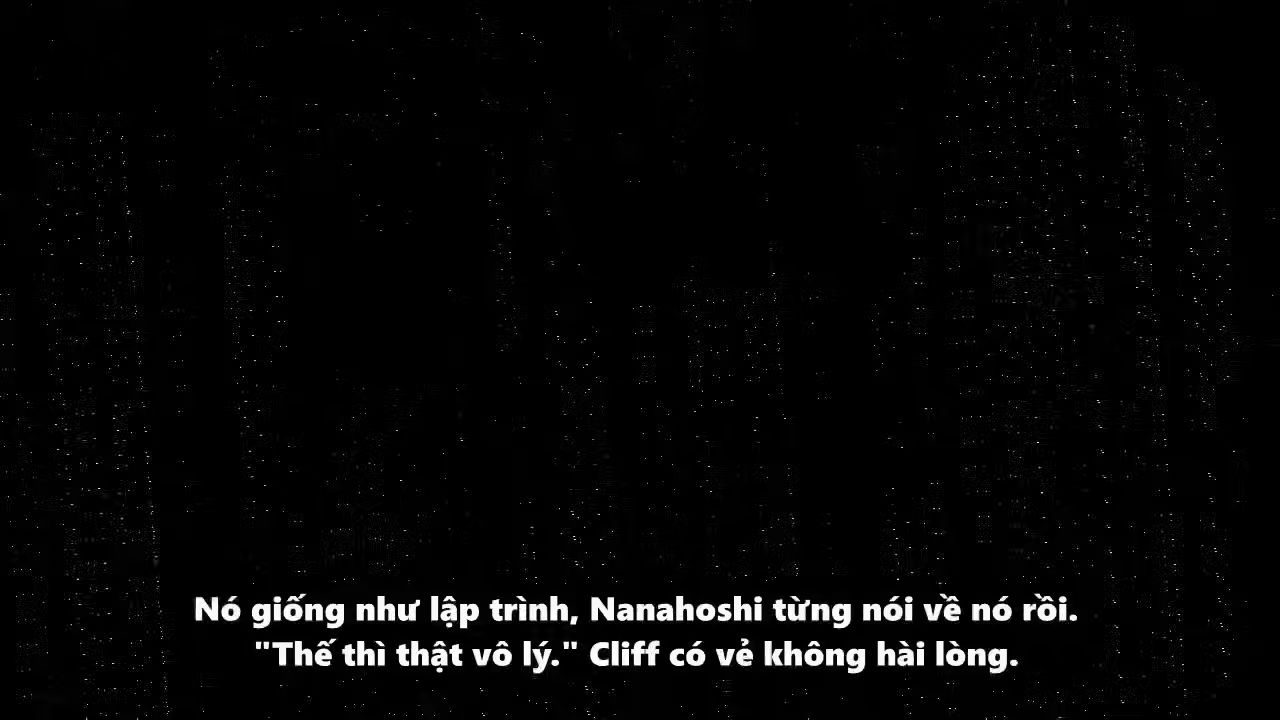 Nó giống như lập trình, Nanahoshi từng nói về nó rồi.
"Thế thì thật vô lý." Cliff có vẻ không hài lòng.